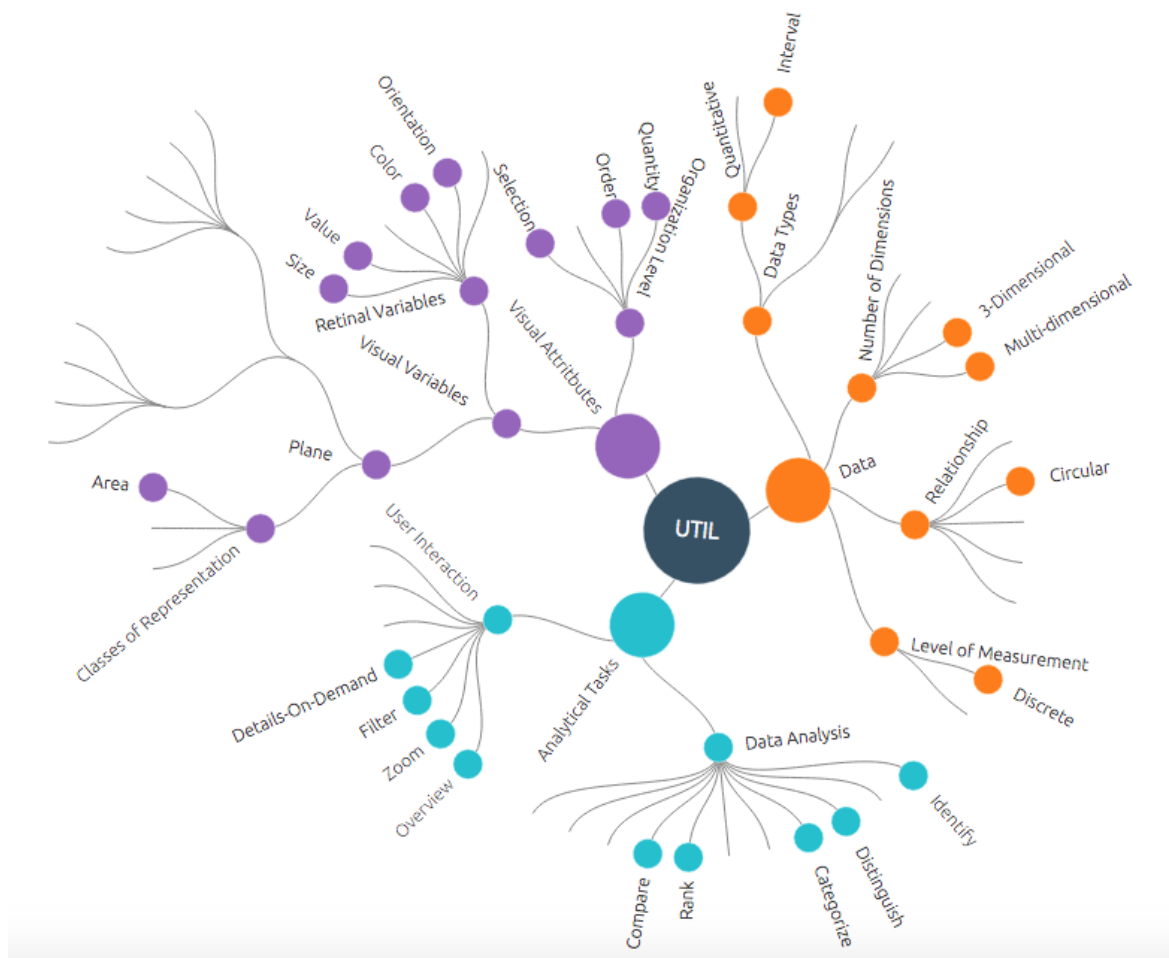 Interval
Quantitative
Orientation
Color
Value
Size
Retinal Variables
Selection
Order
Quantity
Organization Level
Data Types
Number of Dimensions
3-Dimensional
Multi-dimensional
Visual Attritbutes
Visual Variables
Plane
Area
Classes of Representation
UTIL
Data
Relationship
Circular
Level of Measurement
Discrete
User Interaction
Details-On-Demand
Filter
Zoom
Overview
Analytical Tasks
Data Analysis
Compare
Rank
Categorize
Distinguish
Identify